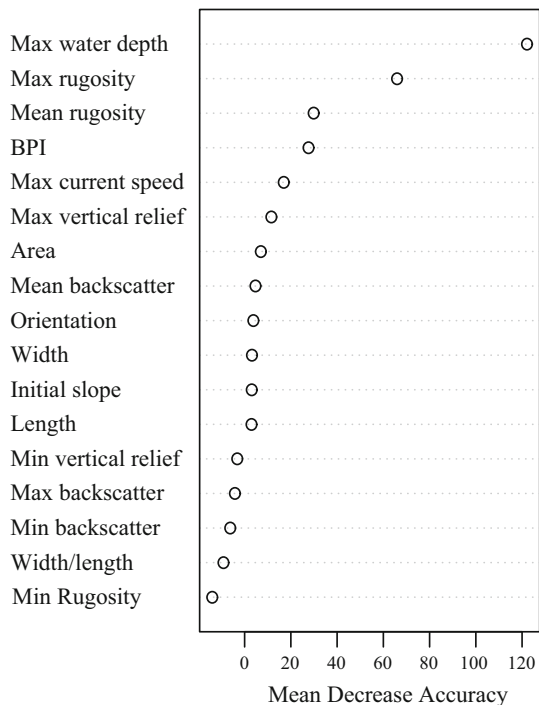 Max water depth
Max rugosity
Mean rugosity
BPI
Max current speed
Max vertical relief
Area
Mean backscatter
Orientation
Width
Initial slope
Length
Min vertical relief
Max backscatter
Min backscatter
Width/length
Min Rugosity
0 20 40 60 80 100 120
Mean Decrease Accuracy